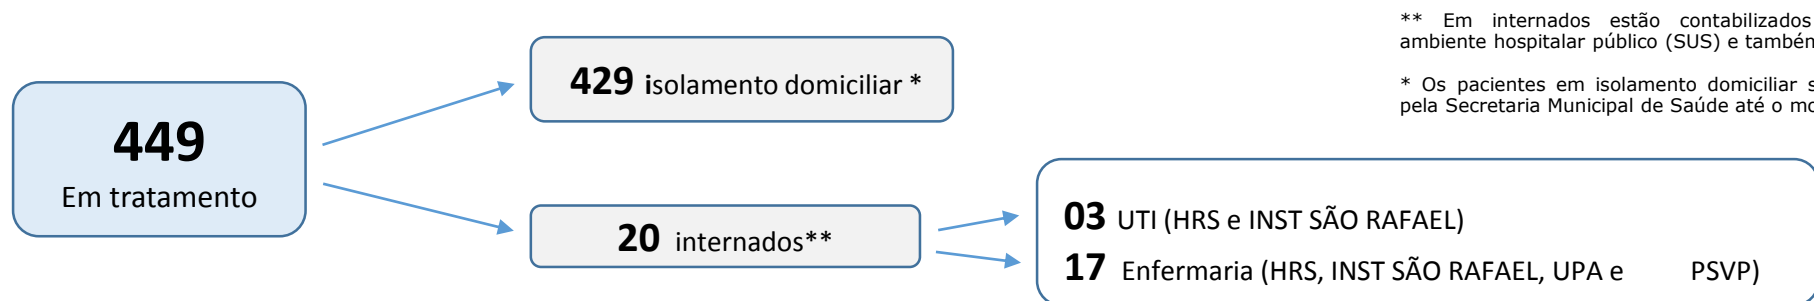 449
Em tratamento
429 isolamento domiciliar *
20 internados**
03 UTI (HRS e INST SÃO RAFAEL)
17 Enfermaria (HRS, INST SÃO RAFAEL, UPA e PSVP)
** Em internados estão contabilizados
ambiente hospitalar público (SUS) e também
* Os pacientes em isolamento domiciliar
pela Secretaria Municipal de Saúde até o